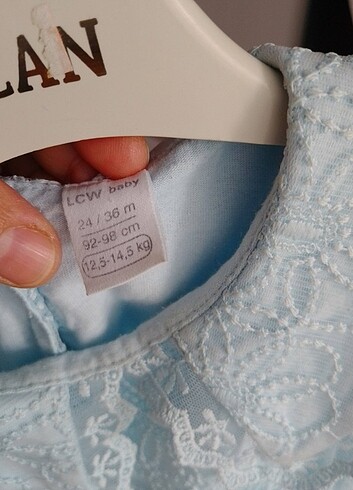 LAN
LCW baby
24 / 36 m
92-98 cm
12,5-14,5 kg